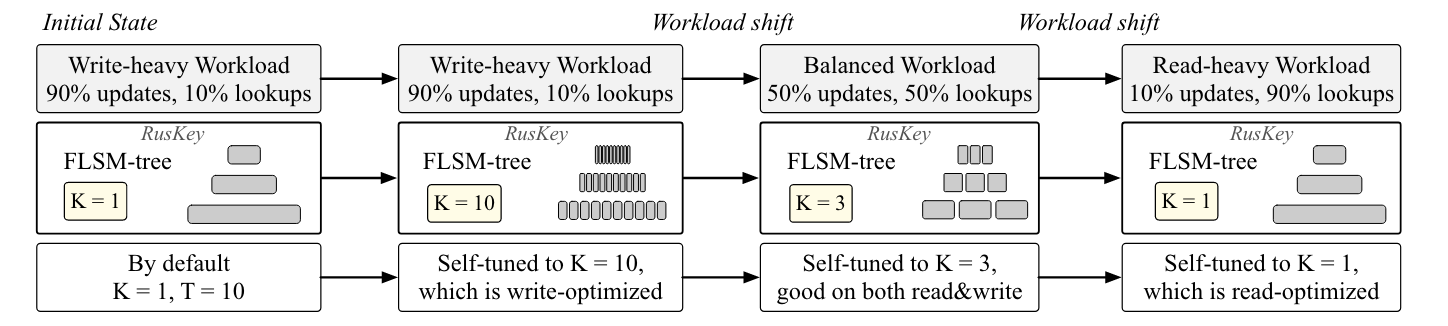 Initial State
Workload shift
Workload shift
Write-heavy Workload
90% updates, 10% lookups
Write-heavy Workload
90% updates, 10% lookups
Balanced Workload
50% updates, 50% lookups
Read-heavy Workload
10% updates, 90% lookups
RusKey
FLSM-tree
K = 1
RusKey
FLSM-tree
K = 10
RusKey
FLSM-tree
K = 3
RusKey
FLSM-tree
K = 1
By default
K = 1, T = 10
Self-tuned to K = 10,
which is write-optimized
Self-tuned to K = 3,
good on both read&write
Self-tuned to K = 1,
which is read-optimized